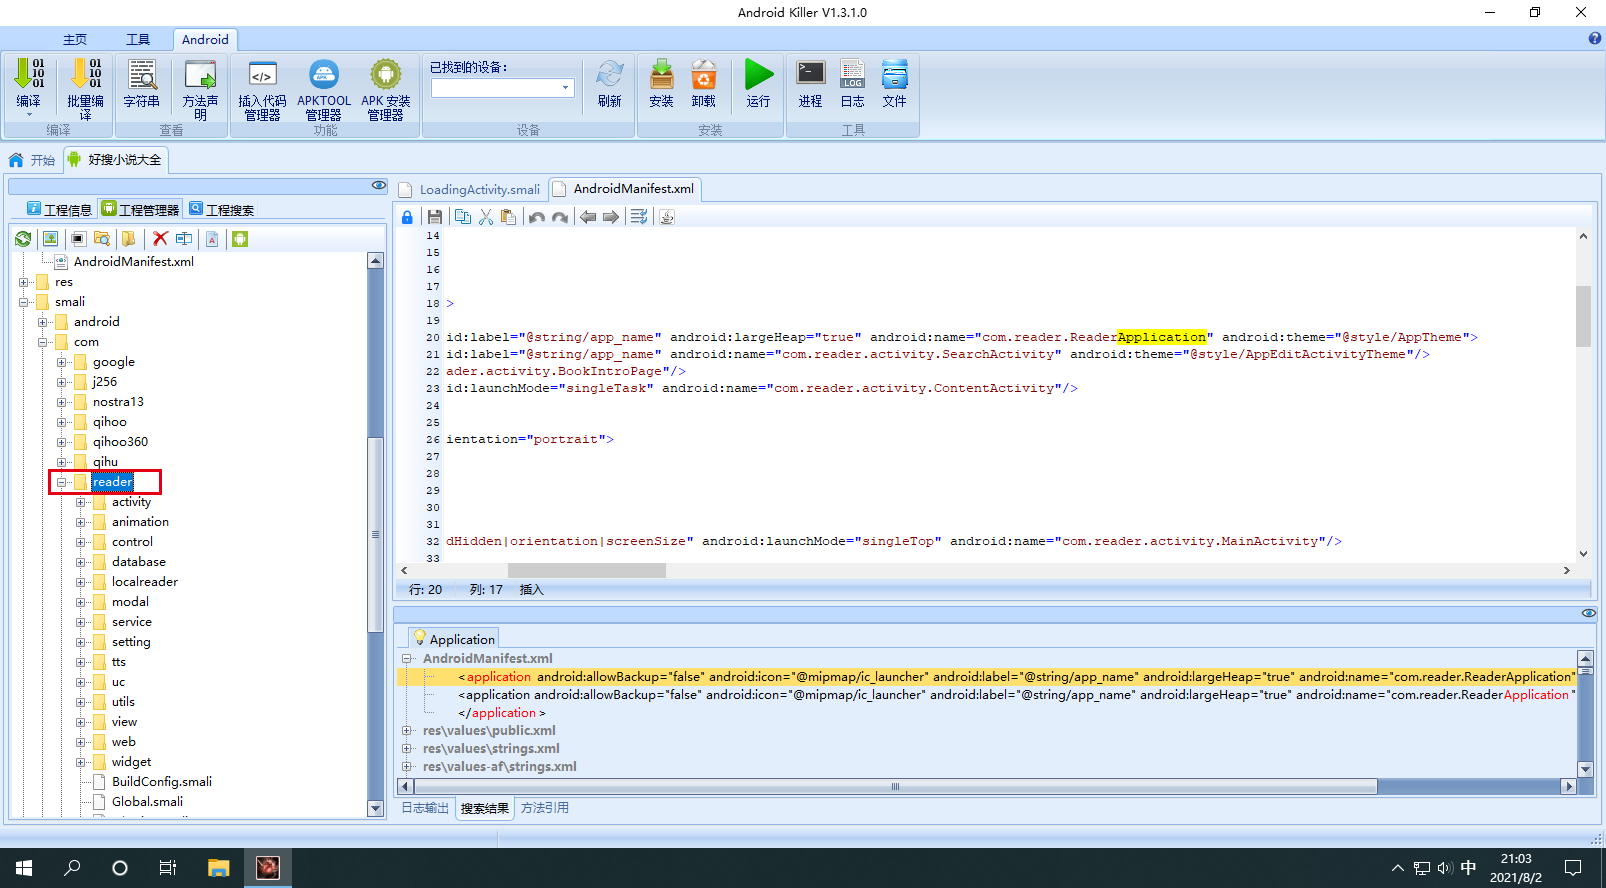 Android Killer V1.3.1.0
主页 工具 Android
01
10
01
01
10
01
编译 批量编译 字符串 方法声明 插入代码管理器 APKTOOL管理器 APK 安装管理器 已找到的设备: 刷新 安装 卸载 运行 进程 日志 文件
</>
APK
LOG
编译 查看 功能 设备 安装 工具
开始 好搜小说大全
工程信息 工程管理器 工程搜索
AndroidManifest.xml
res
smali
android
com
google
j256
nostra13
qihoo
qihoo360
qihu
reader
activity
animation
control
database
localreader
modal
service
setting
tts
uc
utils
view
web
widget
BuildConfig.smali
Global.smali
LoadingActivity.smali AndroidManifest.xml
14
15
16
17
18 >
19
20 id:label="@string/app_name" android:largeHeap="true" android:name="com.reader.ReaderApplication" android:theme="@style/AppTheme">
21 id:label="@string/app_name" android:name="com.reader.activity.SearchActivity" android:theme="@style/AppEditActivityTheme"/>
22 ader.activity.BookIntroPage"/>
23 id:launchMode="singleTask" android:name="com.reader.activity.ContentActivity"/>
24
25
26 ientation="portrait">
27
28
29
30
31
32 dHidden|orientation|screenSize" android:launchMode="singleTop" android:name="com.reader.activity.MainActivity"/>
33
行: 20 列: 17 插入
Application
AndroidManifest.xml
<application android:allowBackup="false" android:icon="@mipmap/ic_launcher" android:label="@string/app_name" android:largeHeap="true" android:name="com.reader.ReaderApplication"
<application android:allowBackup="false" android:icon="@mipmap/ic_launcher" android:label="@string/app_name" android:largeHeap="true" android:name="com.reader.ReaderApplication"
</application >
res\values\public.xml
res\values\strings.xml
res\values-af\strings.xml
日志输出 搜索结果 方法引用
中
21:03
2021/8/2